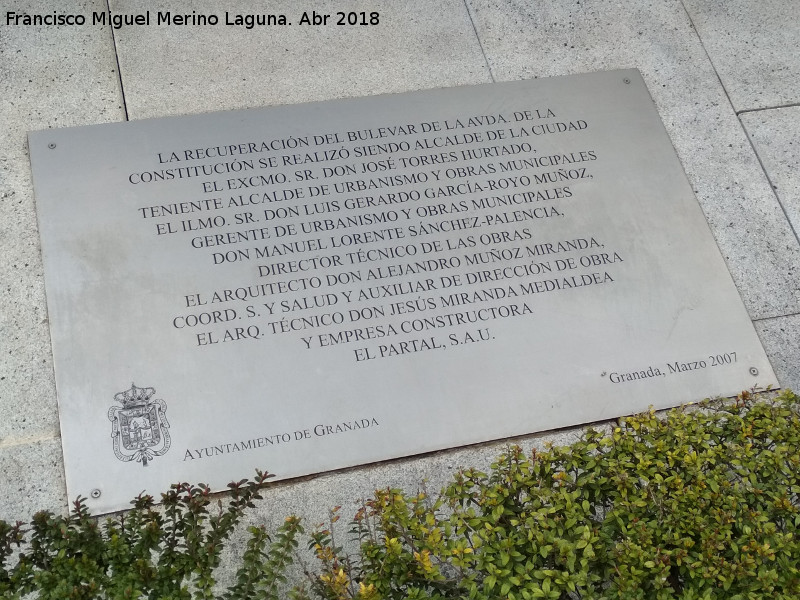 Francisco Miguel Merino Laguna. Abr 2018
LA RECUPERACIÓN DEL BULEVAR DE LA AVDA. DE LA
CONSTITUCIÓN SE REALIZÓ SIENDO ALCALDE DE LA CIUDAD
EL EXCMO. SR. DON JOSÉ TORRES HURTADO,
TENIENTE ALCALDE DE URBANISMO Y OBRAS MUNICIPALES
EL ILMO. SR. DON LUIS GERARDO GARCÍA-ROYO MUÑOZ,
GERENTE DE URBANISMO Y OBRAS MUNICIPALES
DON MANUEL LORENTE SÁNCHEZ-PALENCIA,
DIRECTOR TÉCNICO DE LAS OBRAS
EL ARQUITECTO DON ALEJANDRO MUÑOZ MIRANDA,
COORD. S. Y SALUD Y AUXILIAR DE DIRECCIÓN DE OBRA
EL ARQ. TÉCNICO DON JESÚS MIRANDA MEDIALDEA
Y EMPRESA CONSTRUCTORA
EL PARTAL, S.A.U.
Granada, Marzo 2007
AYUNTAMIENTO DE GRANADA